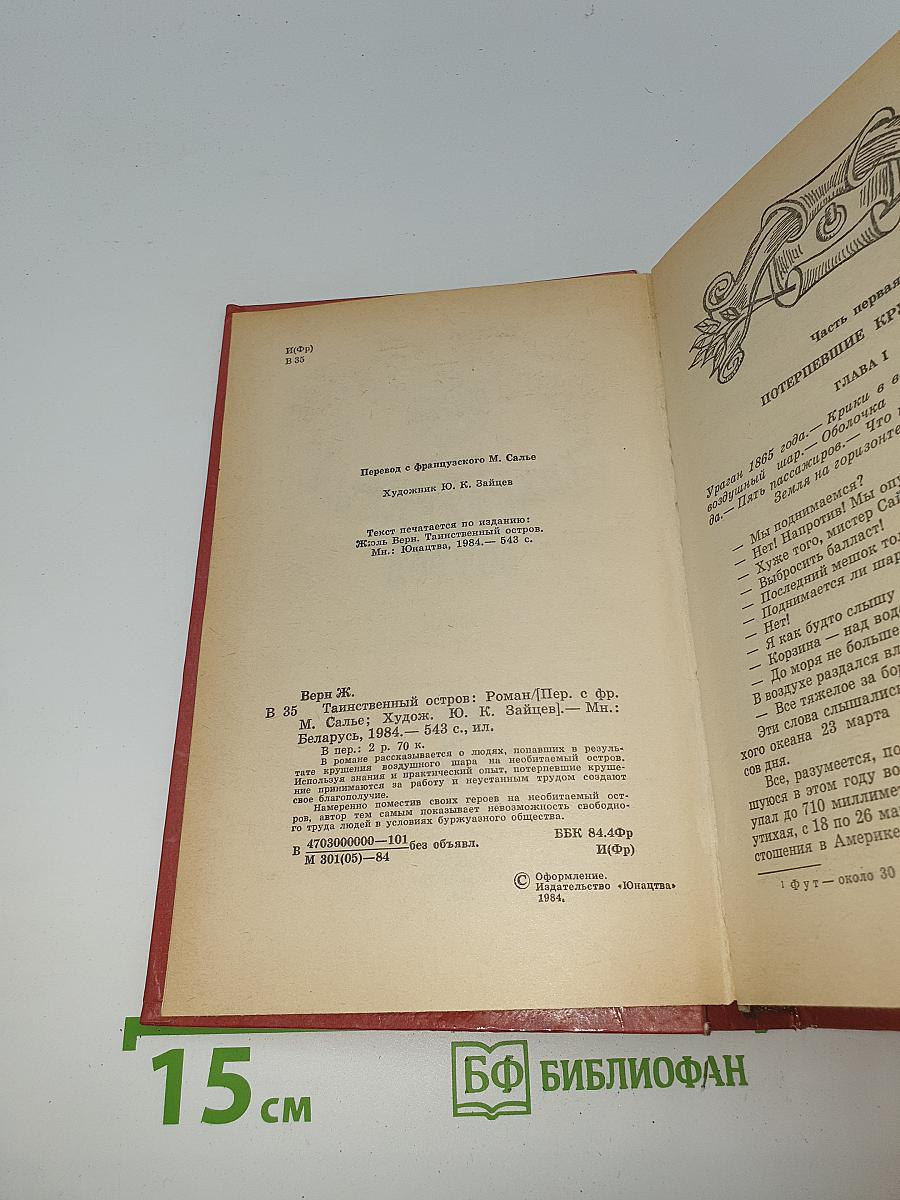 И(Фр)
В 35
Перевод с французского М. Салье
Художник Ю. К. Зайцев
Текст печатается по изданию:
Жюль Верн. Таинственный остров.
Мн.: Юнацтва, 1984.— 543 с.
Верн Ж.
В 35 Таинственный остров: Роман/[Пер. с фр.
М. Салье; Худож. Ю. К. Зайцев].— Мн.:
Беларусь, 1984.— 543 с., ил.
В пер.: 2 р. 70 к.
В романе рассказывается о людях, попавших в резуль-
тате крушения воздушного шара на необитаемый остров.
Используя знания и практический опыт, потерпевшие круше-
ние принимаются за работу и неустанным трудом создают
свое благополучие.
Намеренно поместив своих героев на необитаемый ост-
ров, автор тем самым показывает невозможность свободно-
го труда людей в условиях буржуазного общества.
В 4703000000—101 без объявл.
М 301(05)—84
ББК 84.4Фр
И(Фр)
© Оформление.
Издательство «Юнацтва»
1984.
Часть первая
ПОТЕРПЕВШИЕ КРУ
ГЛАВА I
Ураган 1865 года.— Крики в в
воздушный шар.— Оболочка
да.— Пять пассажиров.— Что
Земля на горизонте
— Мы поднимаемся?
— Нет! Напротив! Мы опу
— Хуже того, мистер Сай
— Выбросить балласт!
— Последний мешок тол
— Поднимается ли шар
— Нет!
— Я как будто слышу
— Корзина — над вод
— До моря не больше
В воздухе раздался вл
— Все тяжелое за бор
Эти слова слышались
хого океана 23 марта
сов дня.
Все, разумеется, по
шуюся в этом году во
упал до 710 миллимет
утихая, с 18 по 26 ма
стошения в Америке
1 Фут — около 30
15 см
БФ БИБЛИОФАН